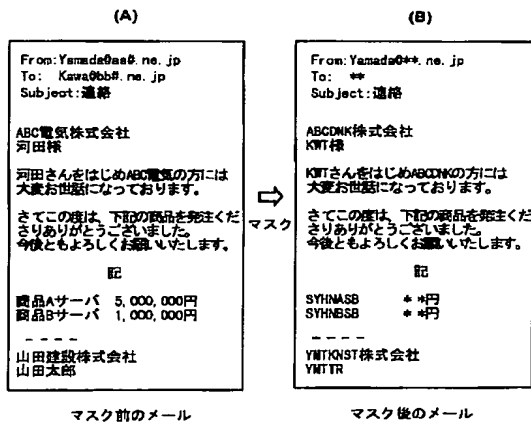 (A)
From:Yamada@aa@.ne.jp
To: Kawa@bb#.ne.jp
Subject:連絡
ABC電気株式会社
河田様
河田さんをはじめABC電気の方には
大変お世話になっております。
さてこの度は、下記の商品を発注くだ
さりありがとうございました。
今後ともよろしくお願いいたします。
記
商品Aサーバ 5,000,000円
商品Bサーバ 1,000,000円
----
山田建設株式会社
山田太郎
マスク前のメール
マスク
(B)
From:Yamada@**.ne.jp
To: **
Subject:連絡
ABCDNK株式会社
KWT様
KWTさんをはじめABCDNKの方には
大変お世話になっております。
さてこの度は、下記の商品を発注くだ
さりありがとうございました。
今後ともよろしくお願いいたします。
記
SYHNASB **円
SYHNBSB **円
----
YMTKNST株式会社
YMTTR
マスク後のメール